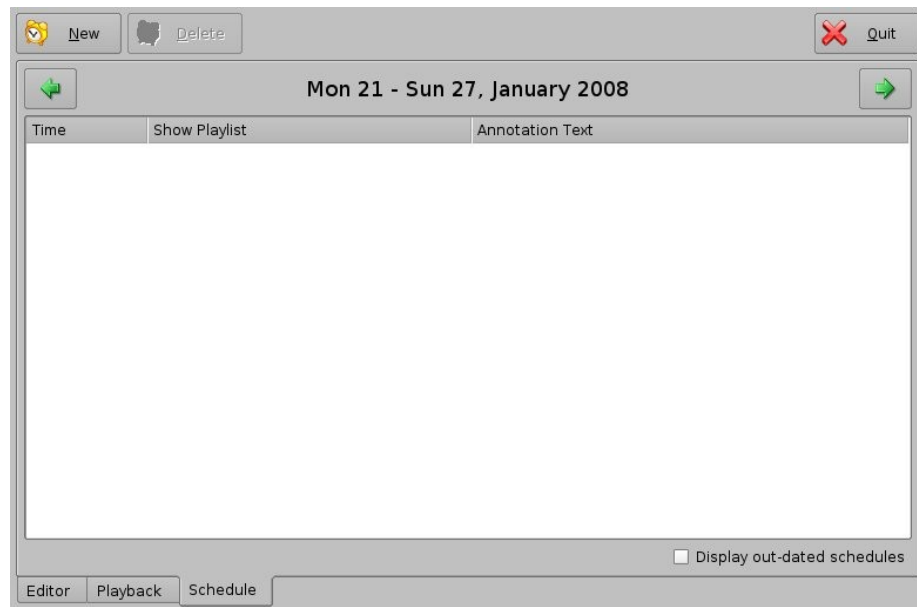 New Delete Quit
Mon 21 - Sun 27, January 2008
Time Show Playlist Annotation Text
Display out-dated schedules
Editor Playback Schedule